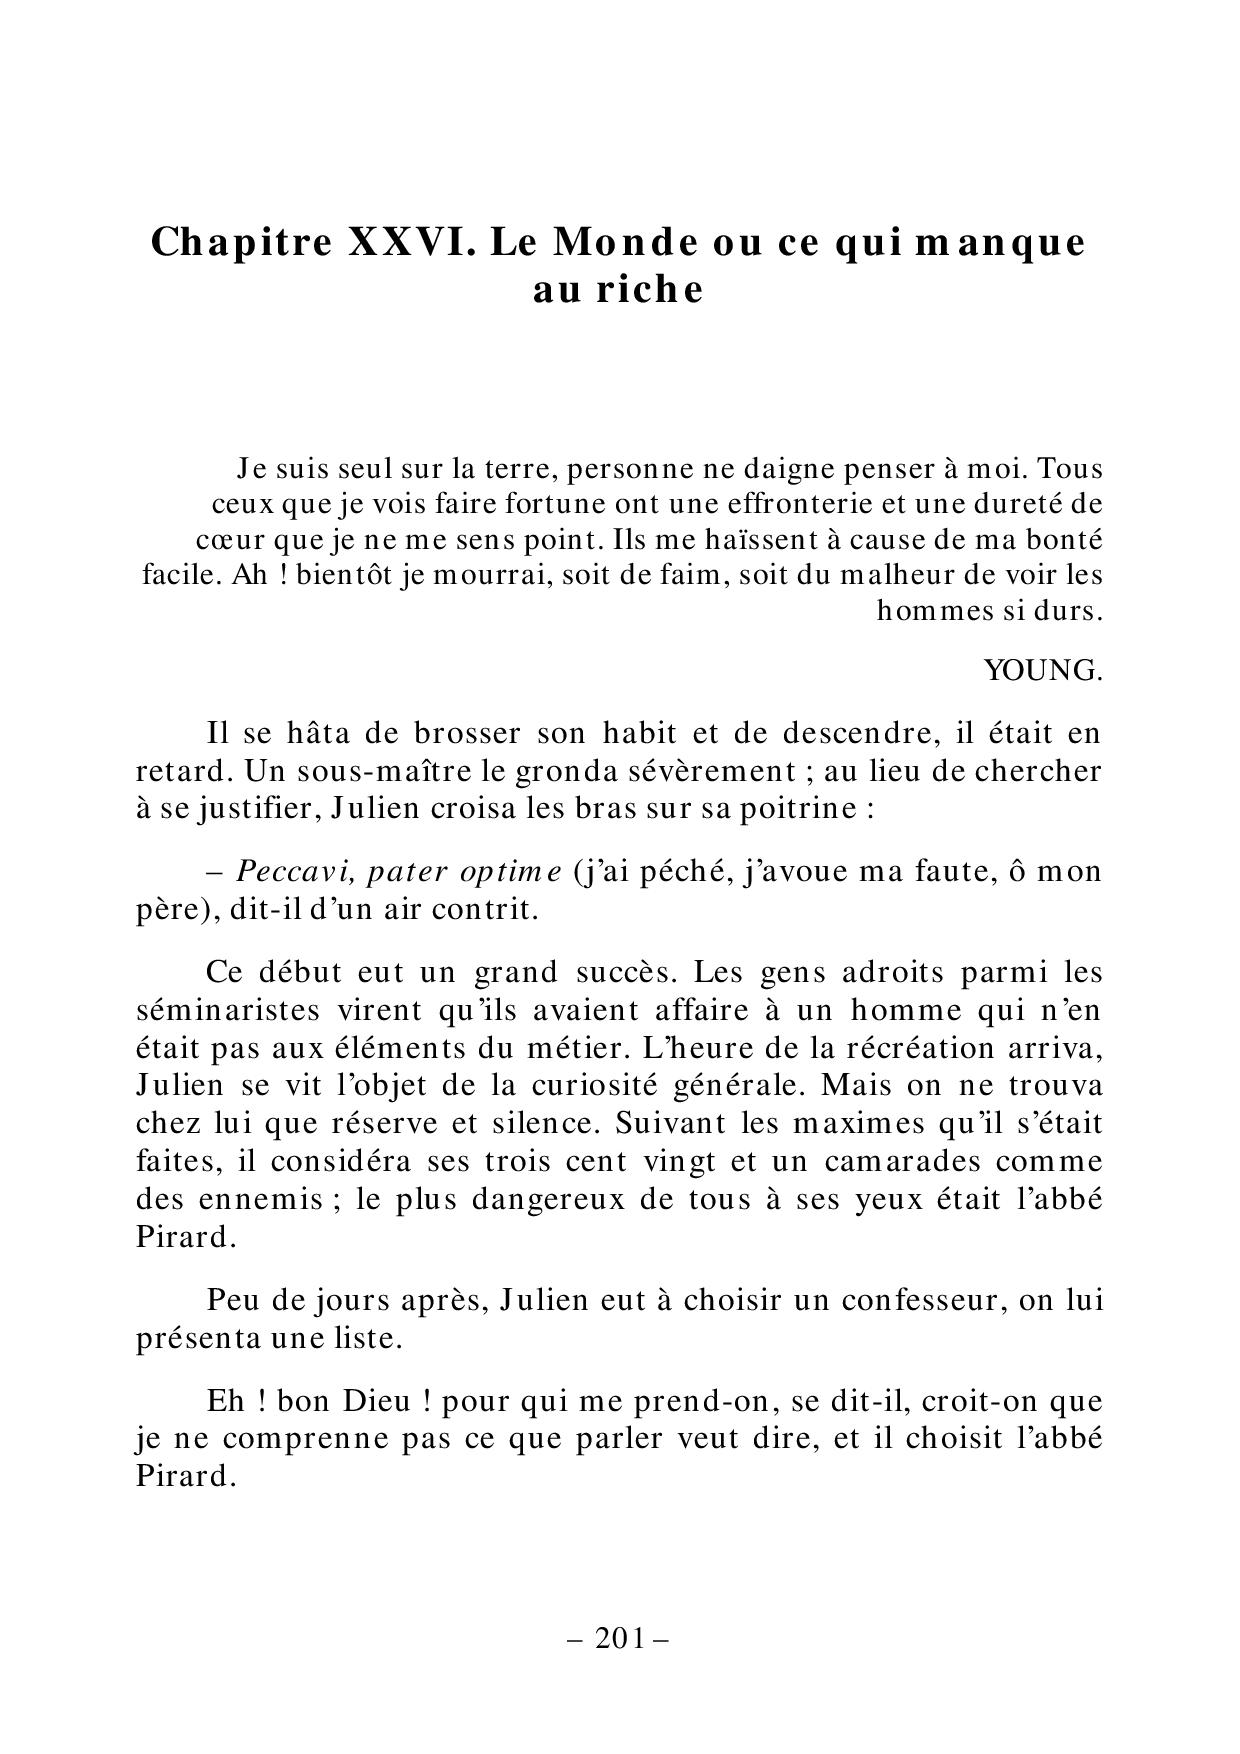 Chapitre XXVI. Le Monde ou ce qui manque
au riche
Je suis seul sur la terre, personne ne daigne penser à moi. Tous
ceux que je vois faire fortune ont une effronterie et une dureté de
cœur que je ne me sens point. Ils me haïssent à cause de ma bonté
facile. Ah ! bientôt je mourrai, soit de faim, soit du malheur de voir les
hommes si durs.
YOUNG.
Il se hâta de brosser son habit et de descendre, il était en
retard. Un sous-maître le gronda sévèrement ; au lieu de chercher
à se justifier, Julien croisa les bras sur sa poitrine :
– Peccavi, pater optime (j’ai péché, j’avoue ma faute, ô mon
père), dit-il d’un air contrit.
Ce début eut un grand succès. Les gens adroits parmi les
séminaristes virent qu’ils avaient affaire à un homme qui n’en
était pas aux éléments du métier. L’heure de la récréation arriva,
Julien se vit l’objet de la curiosité générale. Mais on ne trouva
chez lui que réserve et silence. Suivant les maximes qu’il s’était
faites, il considéra ses trois cent vingt et un camarades comme
des ennemis ; le plus dangereux de tous à ses yeux était l’abbé
Pirard.
Peu de jours après, Julien eut à choisir un confesseur, on lui
présenta une liste.
Eh ! bon Dieu ! pour qui me prend-on, se dit-il, croit-on que
je ne comprenne pas ce que parler veut dire, et il choisit l’abbé
Pirard.
– 201 –